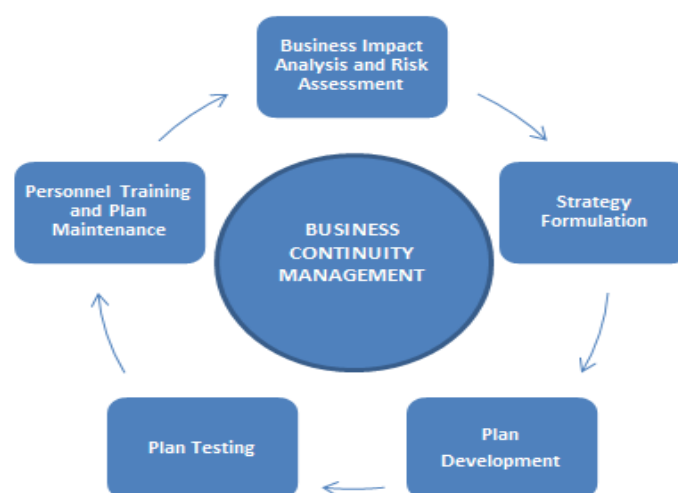 Business Impact
Analysis and Risk
Assessment
Strategy
Formulation
Plan
Development
Plan Testing
Personnel Training
and Plan
Maintenance
BUSINESS
CONTINUITY
MANAGEMENT